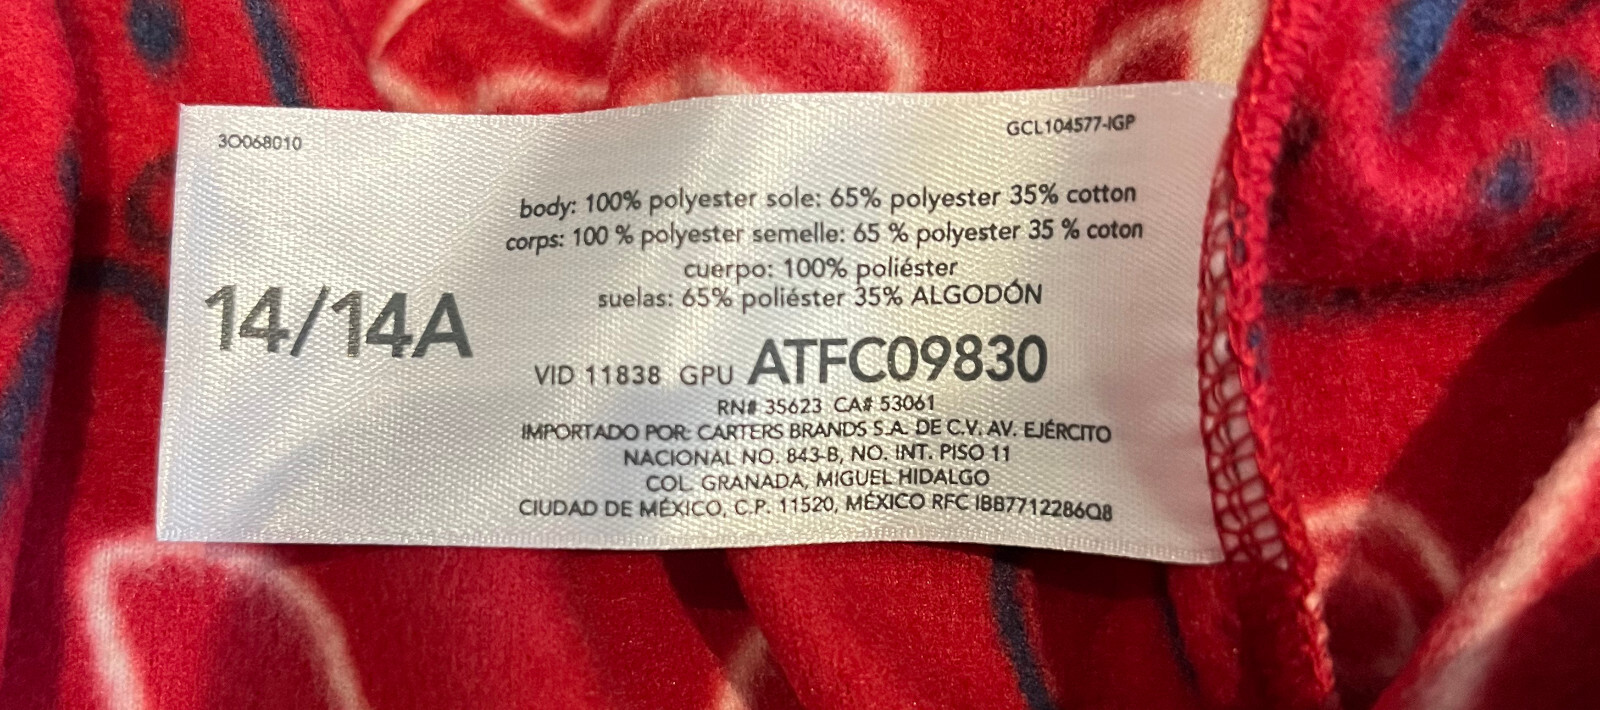 3O068010
GCL104577-IGP
body: 100% polyester sole: 65% polyester 35% cotton
corps: 100 % polyester semelle: 65 % polyester 35 % coton
cuerpo: 100% poliéster
suelas: 65% poliéster 35% ALGODÓN
14/14A
VID 11838 GPU ATFC09830
RN# 35623 CA# 53061
IMPORTADO POR: CARTERS BRANDS S.A. DE C.V. AV. EJÉRCITO
NACIONAL NO. 843-B, NO. INT. PISO 11
COL. GRANADA, MIGUEL HIDALGO
CIUDAD DE MÉXICO, C.P. 11520, MÉXICO RFC IBB7712286Q8